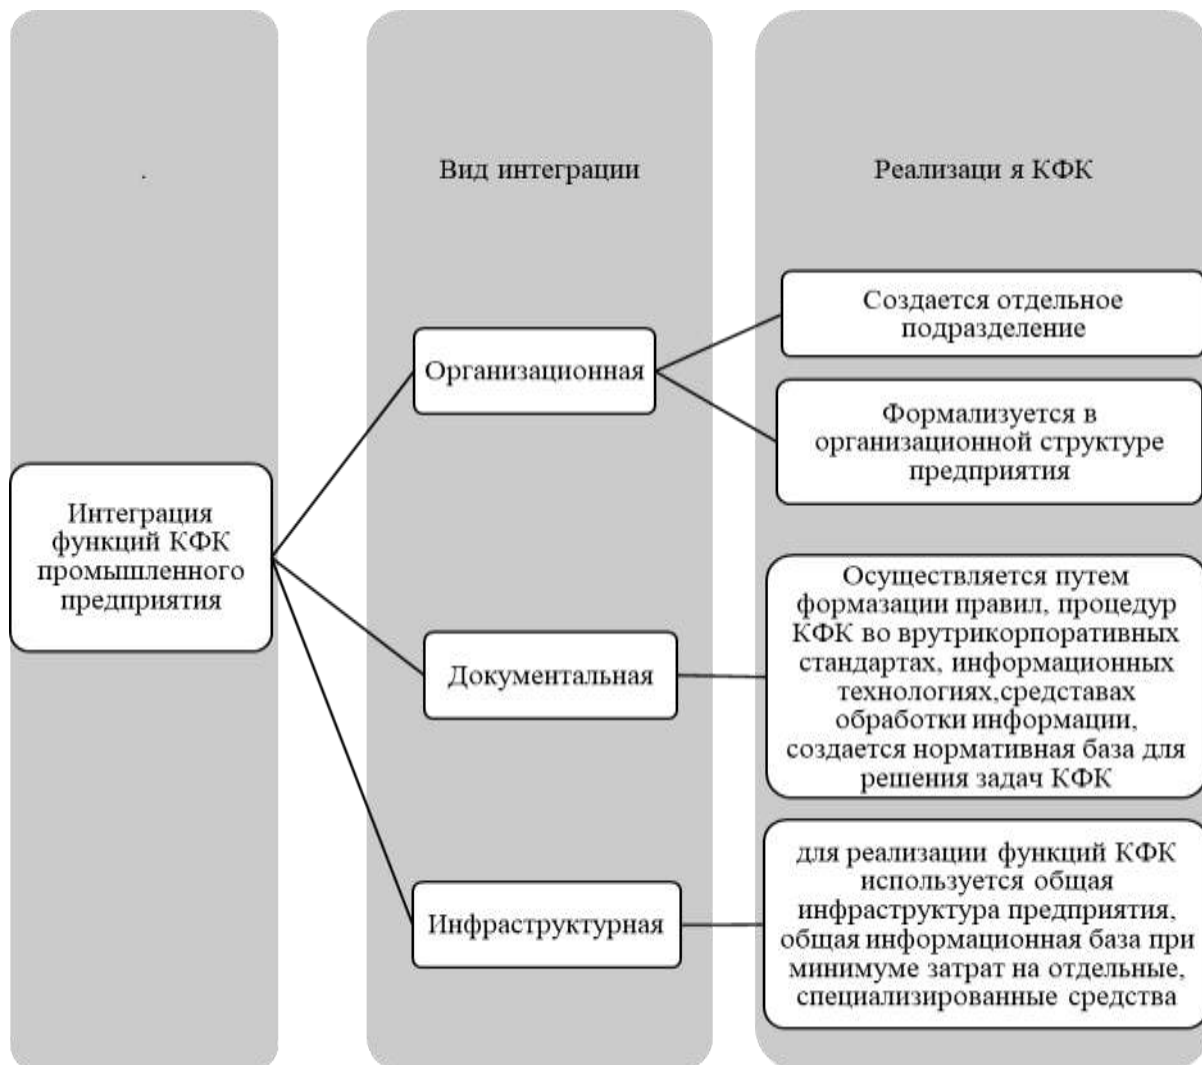 .
Вид интеграции
Реализаци я КФК
Создается отдельное
подразделение
Организационная
Формализуется в
организационной структуре
предприятия
Интеграция
функций КФК
промышленного
предприятия
Осуществляется путем
формазации правил, процедур
КФК во врутрикорпоративных
стандартах, информационных
технологиях,средставах
обработки информации,
создается нормативная база для
решения задач КФК
Документальная
для реализации функций КФК
используется общая
инфраструктура предприятия,
общая информационная база при
минимуме затрат на отдельные,
специализированные средства
Инфраструктурная